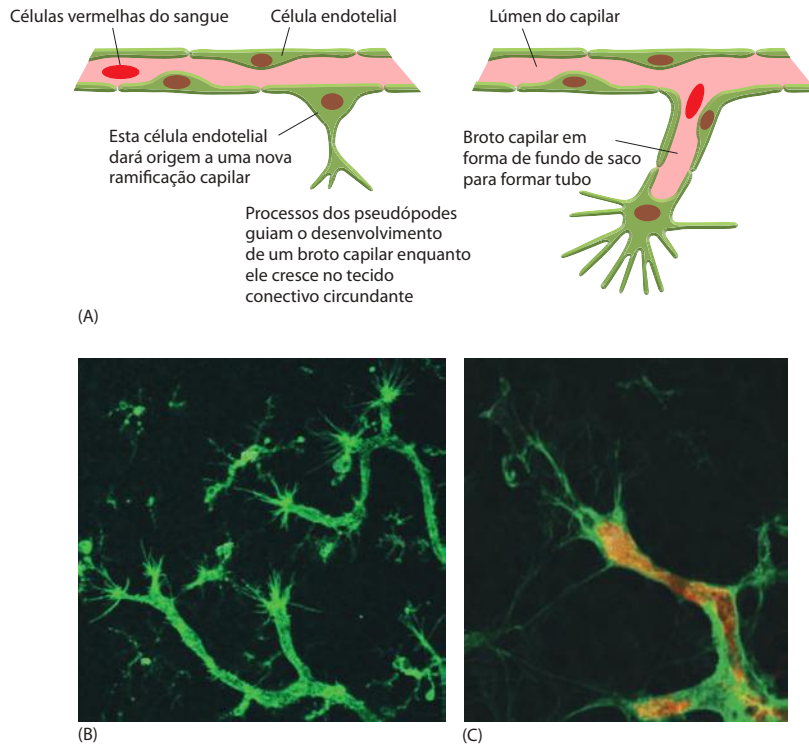 Células vermelhas do sangue
Célula endotelial
Lúmen do capilar
Esta célula endotelial
dará origem a uma nova
ramificação capilar
Processos dos pseudópodes
guiam o desenvolvimento
de um broto capilar enquanto
ele cresce no tecido
conectivo circundante
Broto capilar em
forma de fundo de saco
para formar tubo
(A)
(B)
(C)